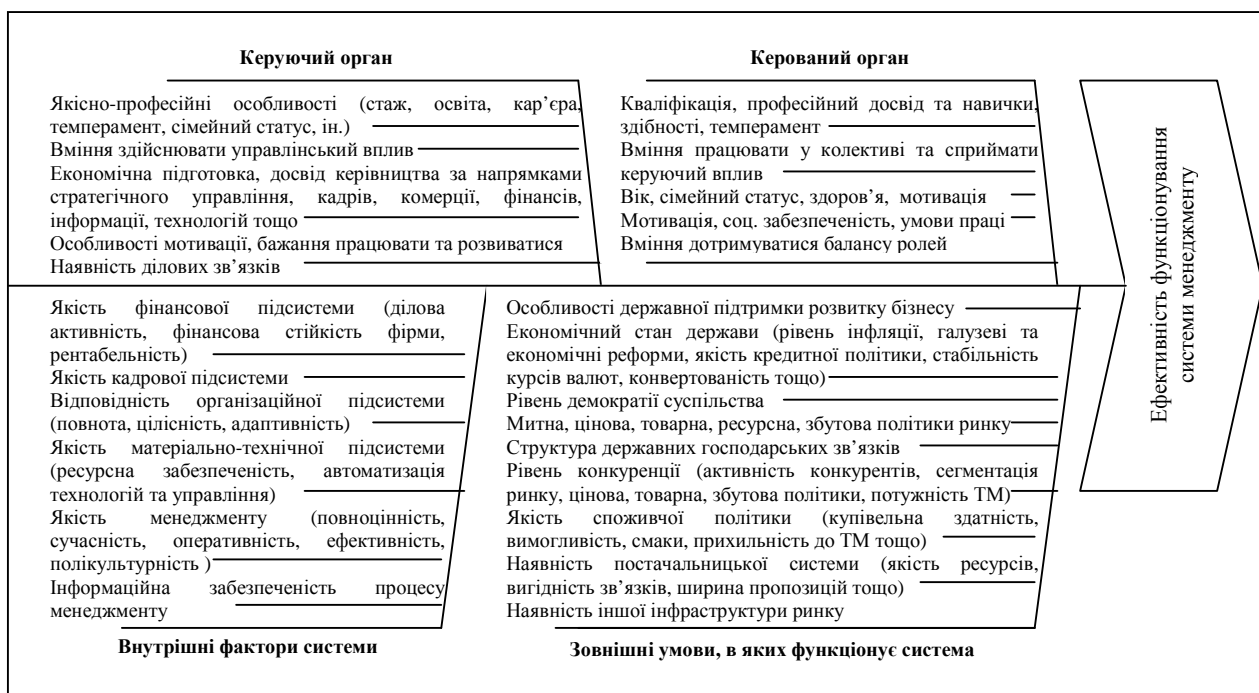 Керуючий орган
Якісно-професійні особливості (стаж, освіта, кар’єра,
темперамент, сімейний статус, ін.)
Вміння здійснювати управлінський вплив
Економічна підготовка, досвід керівництва за напрямками
стратегічного управління, кадрів, комерції, фінансів,
інформації, технологій тощо
Особливості мотивації, бажання працювати та розвиватися
Наявність ділових зв’язків
Керований орган
Кваліфікація, професійний досвід та навички,
здібності, темперамент
Вміння працювати у колективі та сприймати
керуючий вплив
Вік, сімейний статус, здоров’я, мотивація
Мотивація, соц. забезпеченість, умови праці
Вміння дотримуватися балансу ролей
Ефективність функціонування
системи менеджменту
Якість фінансової підсистеми (ділова
активність, фінансова стійкість фірми,
рентабельність)
Якість кадрової підсистеми
Відповідність організаційної підсистеми
(повнота, цілісність, адаптивність)
Якість матеріально-технічної підсистеми
(ресурсна забезпеченість, автоматизація
технологій та управління)
Якість менеджменту (повноцінність,
сучасність, оперативність, ефективність,
полікультурність )
Інформаційна забезпеченість процесу
менеджменту
Внутрішні фактори системи
Особливості державної підтримки розвитку бізнесу
Економічний стан держави (рівень інфляції, галузеві та
економічні реформи, якість кредитної політики, стабільність
курсів валют, конвертованість тощо)
Рівень демократії суспільства
Митна, цінова, товарна, ресурсна, збутова політики ринку
Структура державних господарських зв’язків
Рівень конкуренції (активність конкурентів, сегментація
ринку, цінова, товарна, збутова політики, потужність ТМ)
Якість споживчої політики (купівельна здатність,
вимогливість, смаки, прихильність до ТМ тощо)
Наявність постачальницької системи (якість ресурсів,
вигідність зв’язків, ширина пропозицій тощо)
Наявність іншої інфраструктури ринку
Зовнішні умови, в яких функціонує система